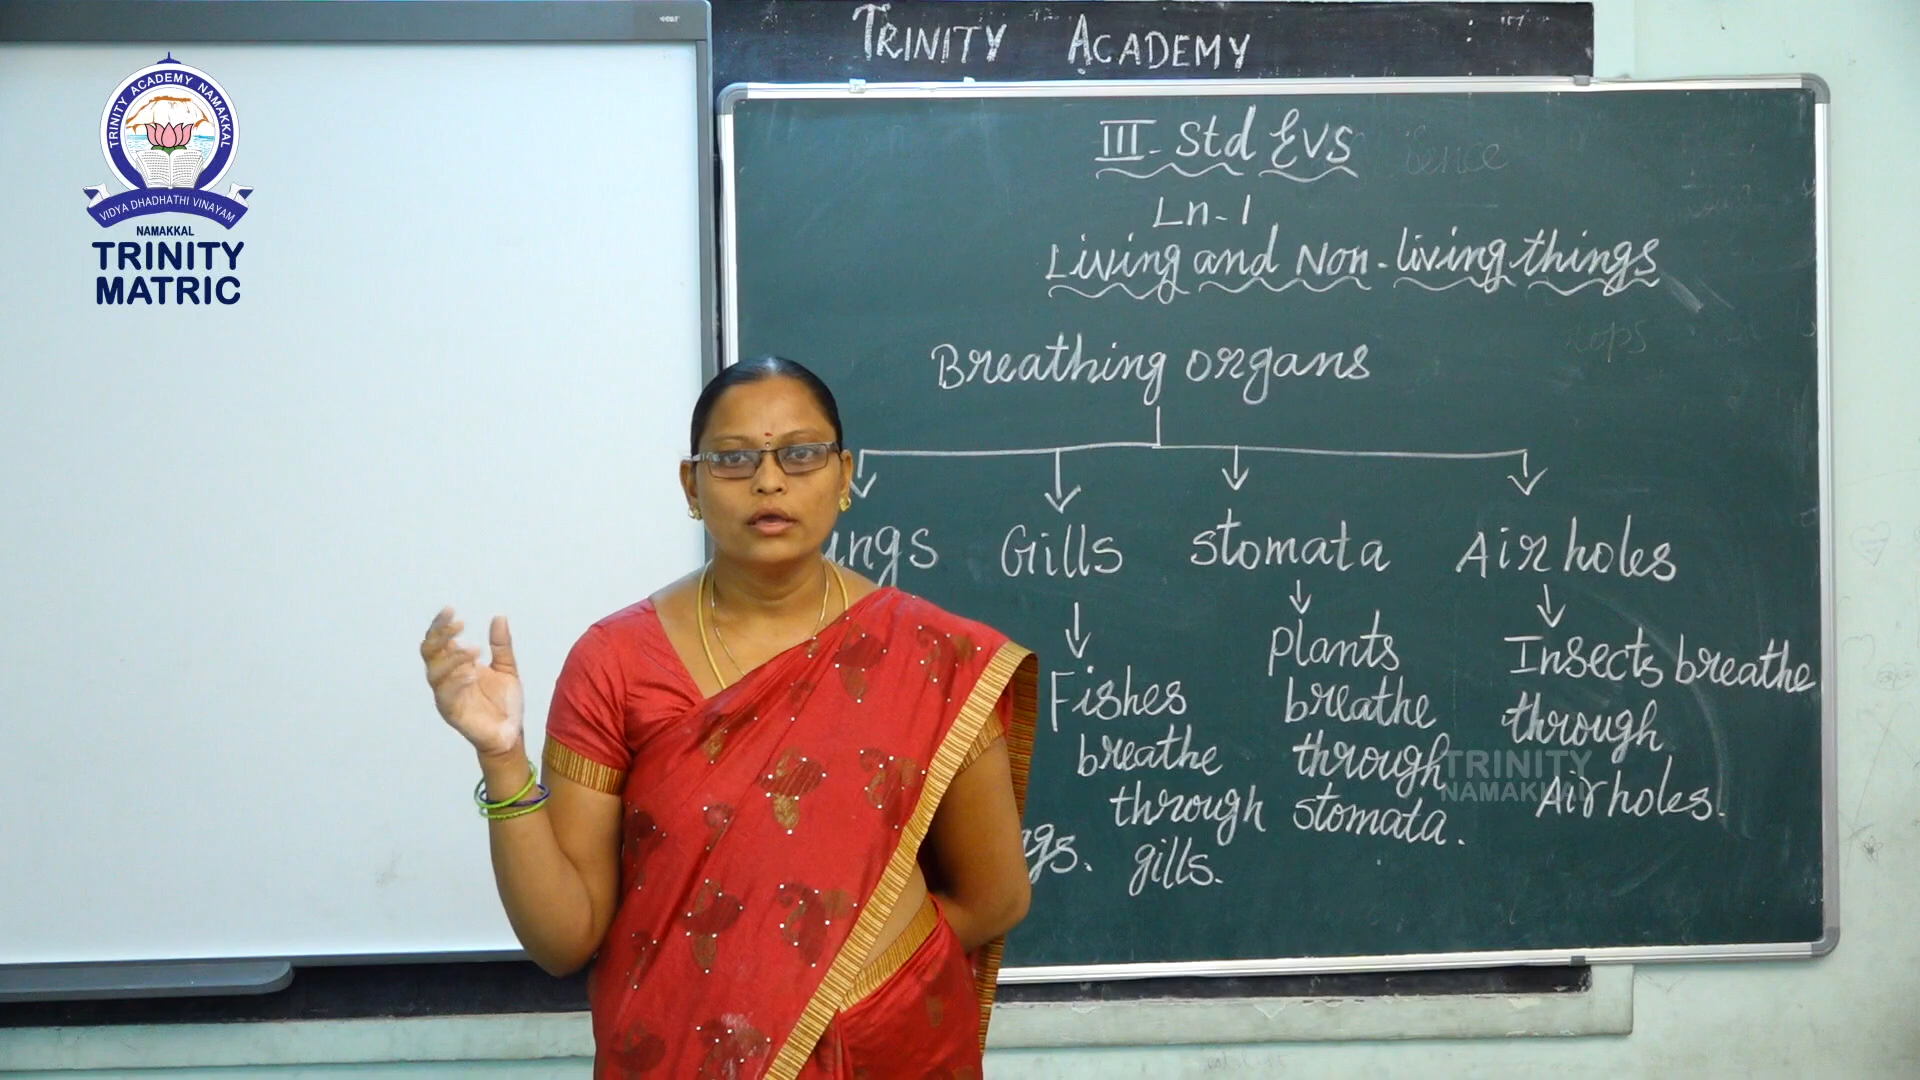 TRINITY ACADEMY NAMAKKAL
VIDYA DHADHATHI VINAYAM
NAMAKKAL
TRINITY
MATRIC
TRINITY ACADEMY
III - Std EVS
Ln - 1
Living and Non-living things
Breathing organs
ungs Gills stomata Air holes
Fishes
breathe
through
gills.
plants
breathe
through
stomata.
Insects breathe
through
Air holes.
gs.
TRINITY
NAMAKKAL